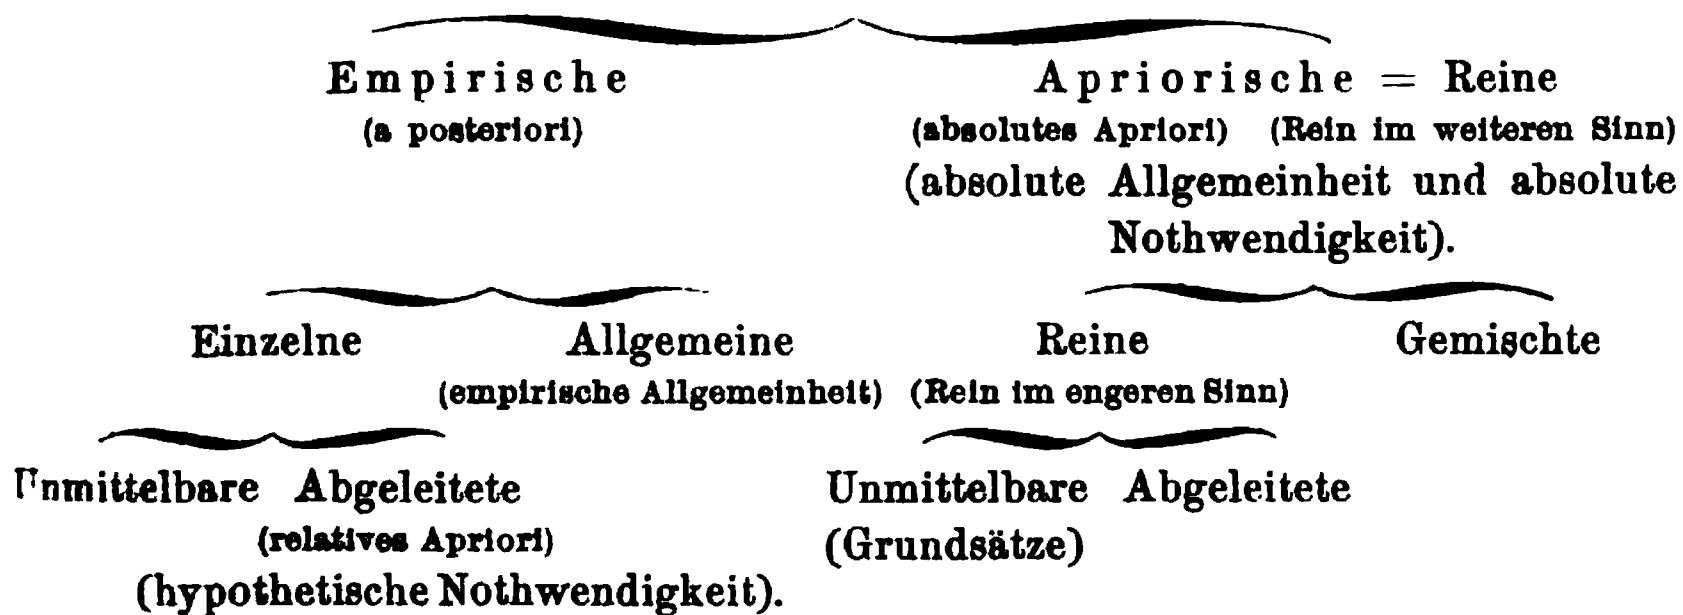 Empirische Apriorische = Reine
(a posteriori) (absolutes Apriori) (Rein im weiteren Sinn)
(absolute Allgemeinheit und absolute
Nothwendigkeit).
Einzelne Allgemeine Reine Gemischte
(empirische Allgemeinheit) (Rein im engeren Sinn)
Unmittelbare Abgeleitete Unmittelbare Abgeleitete
(relatives Apriori) (Grundsätze)
(hypothetische Nothwendigkeit).